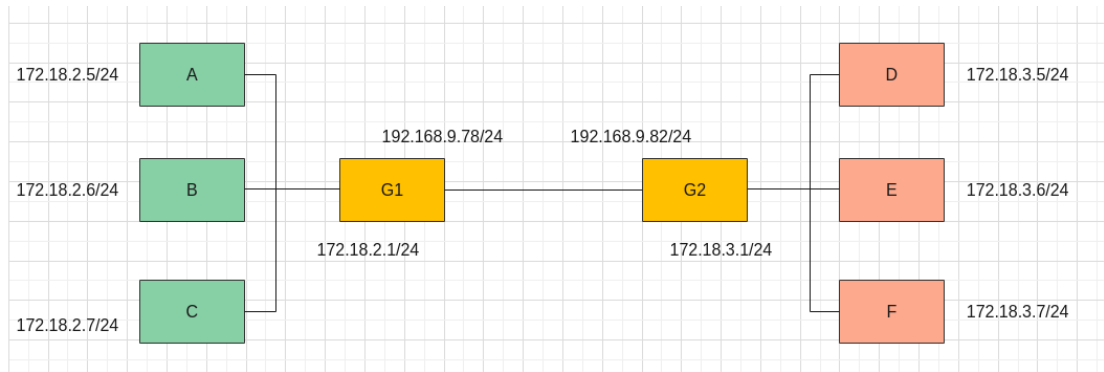 172.18.2.5/24
A
D
172.18.3.5/24
192.168.9.78/24
192.168.9.82/24
172.18.2.6/24
B
G1
G2
E
172.18.3.6/24
172.18.2.1/24
172.18.3.1/24
172.18.2.7/24
C
F
172.18.3.7/24